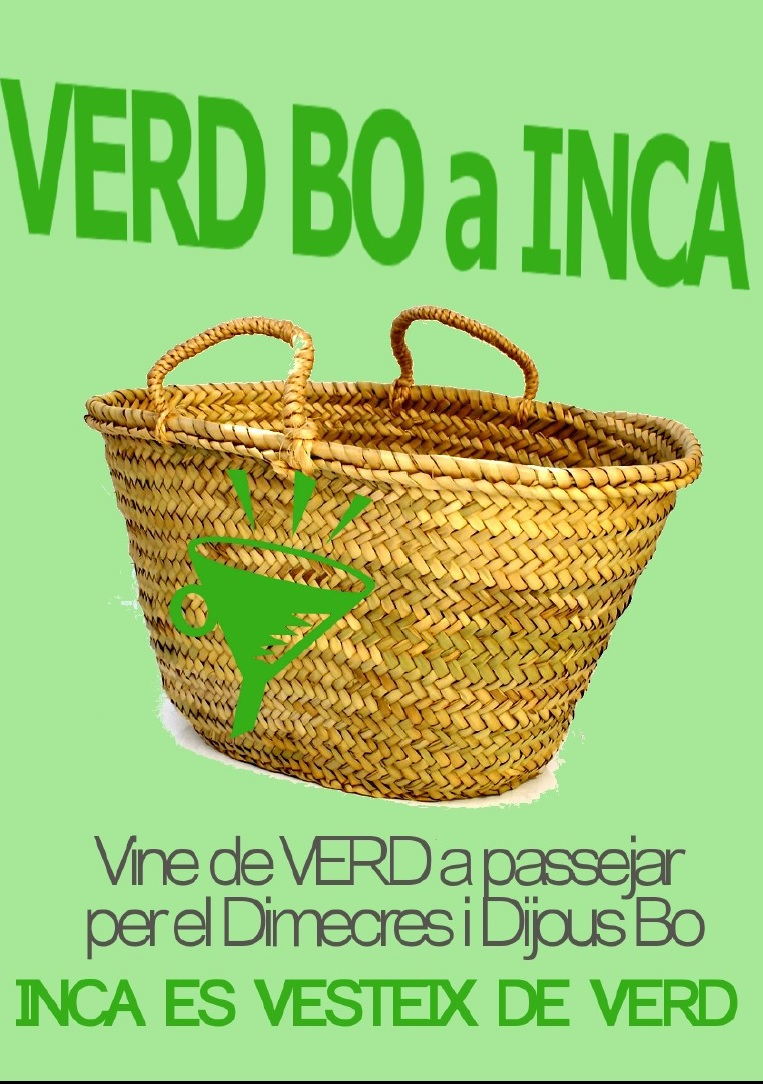 VERD BO a INCA
Vine de VERD a passejar
per el Dimecres i Dijous Bo
INCA ES VESTEIX DE VERD